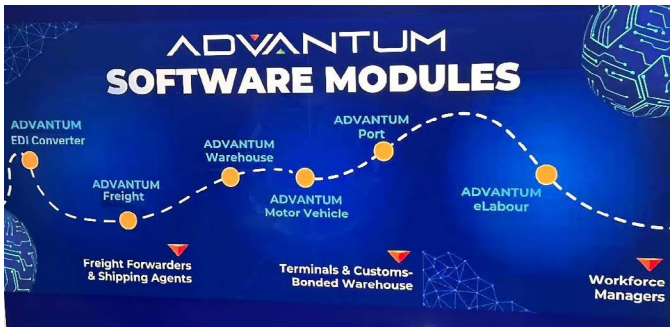 ADVANTUM
SOFTWARE MODULES
ADVANTUM
EDI Converter
ADVANTUM
Freight
ADVANTUM
Warehouse
ADVANTUM
Motor Vehicle
ADVANTUM
Port
ADVANTUM
eLabour
Freight Forwarders
& Shipping Agents
Terminals & Customs-
Bonded Warehouse
Workforce
Managers